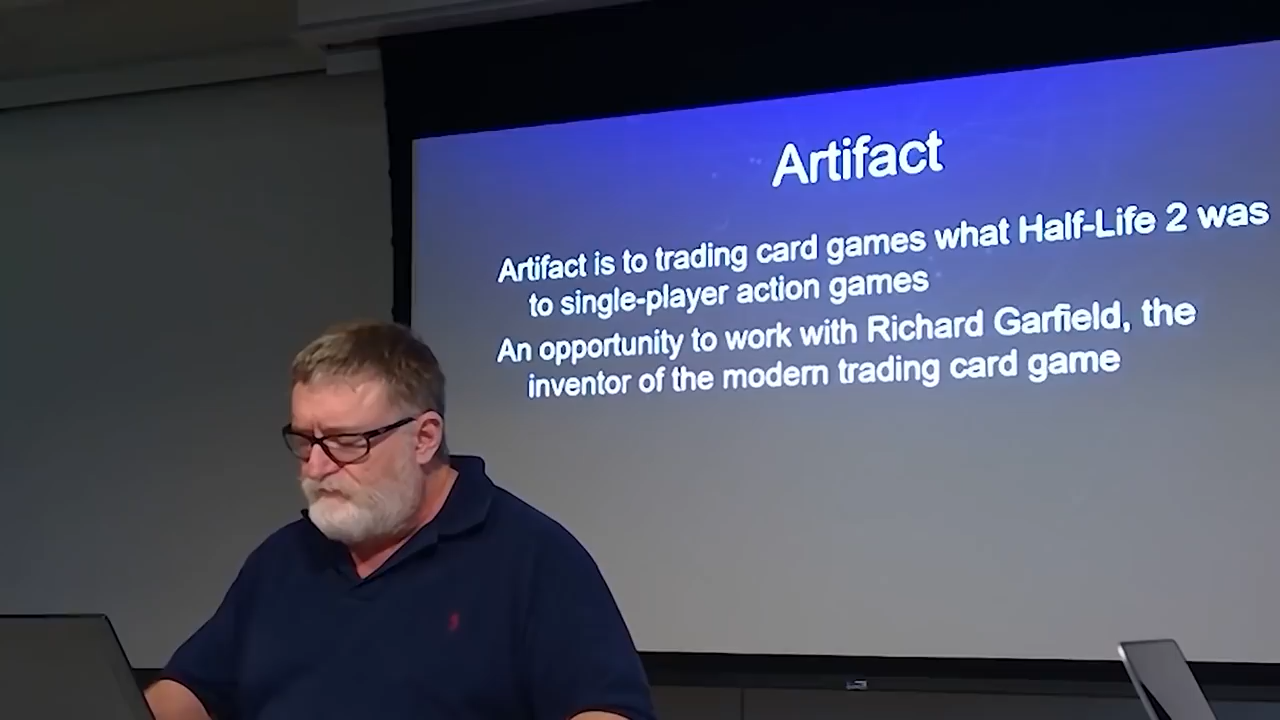 Artifact
Artifact is to trading card games what Half-Life 2 was
to single-player action games
An opportunity to work with Richard Garfield, the
inventor of the modern trading card game